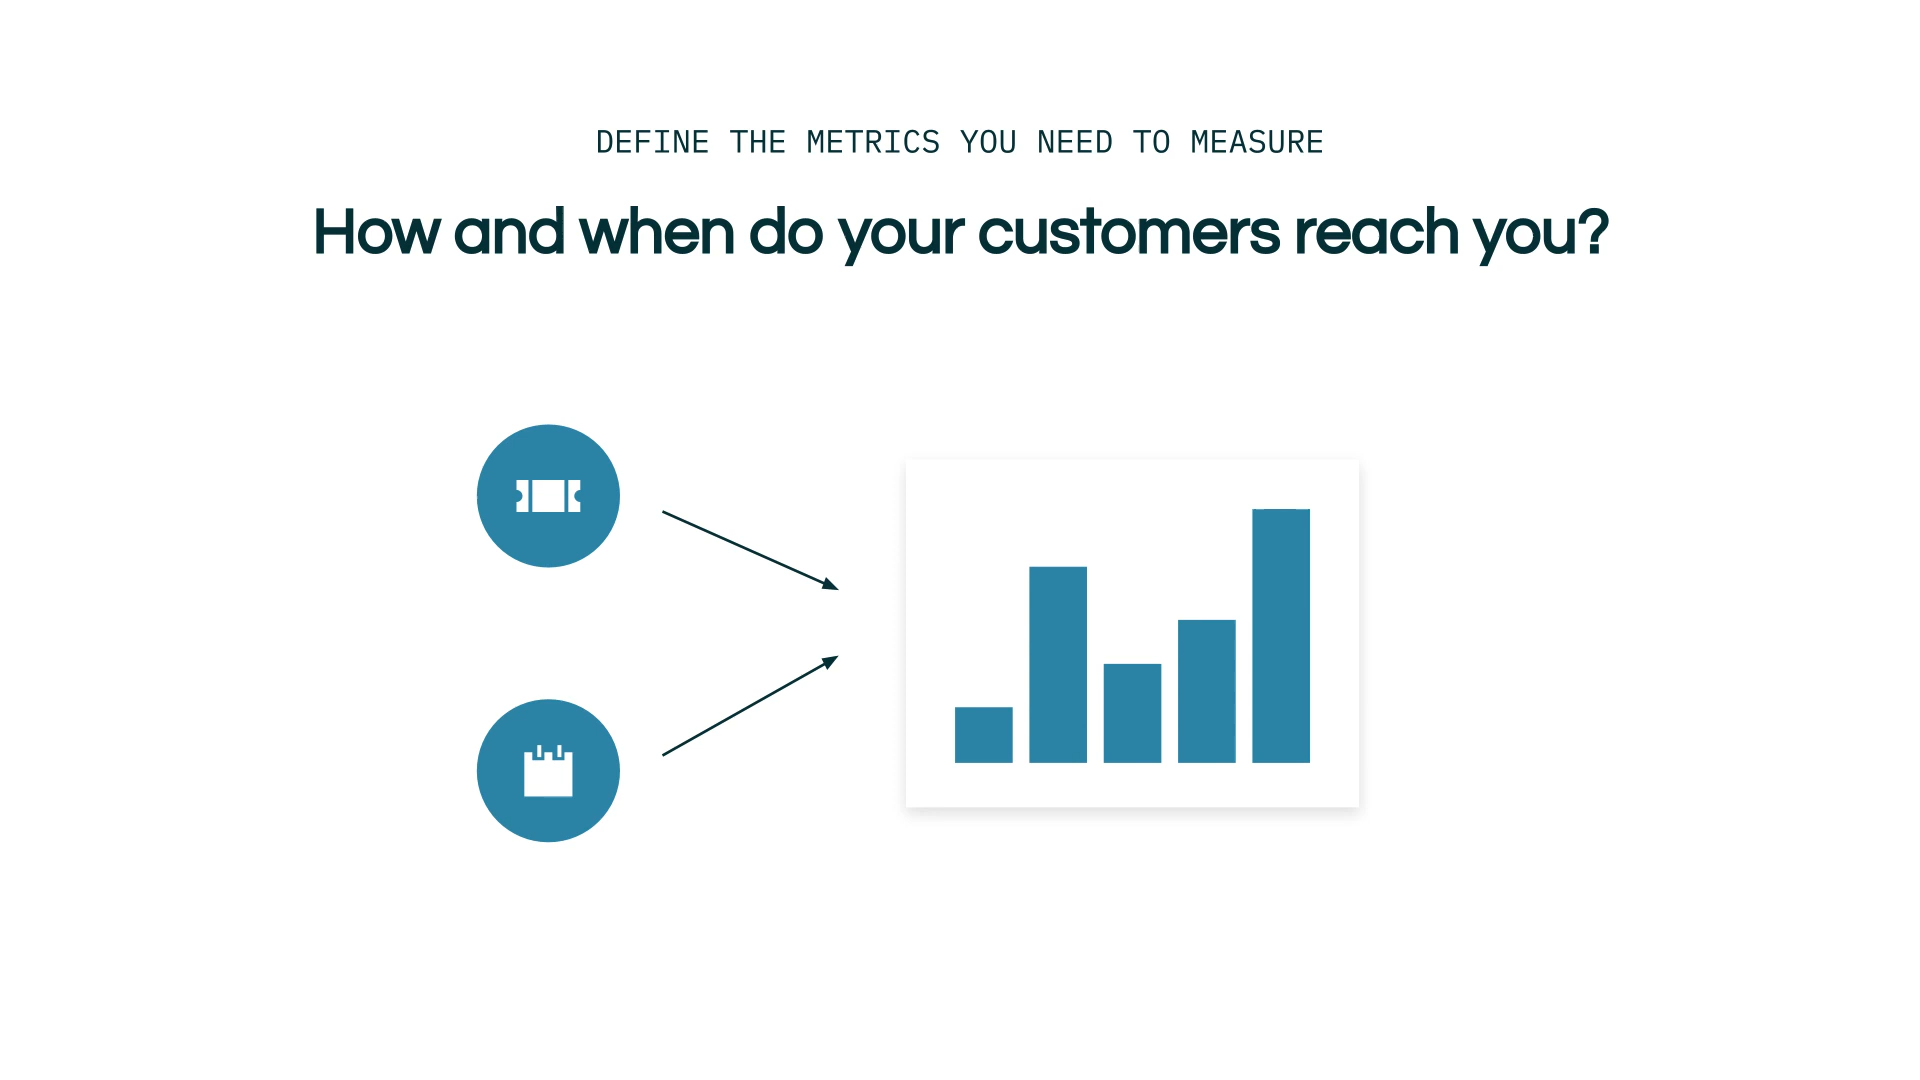 DEFINE THE METRICS YOU NEED TO MEASURE
How and when do your customers reach you?